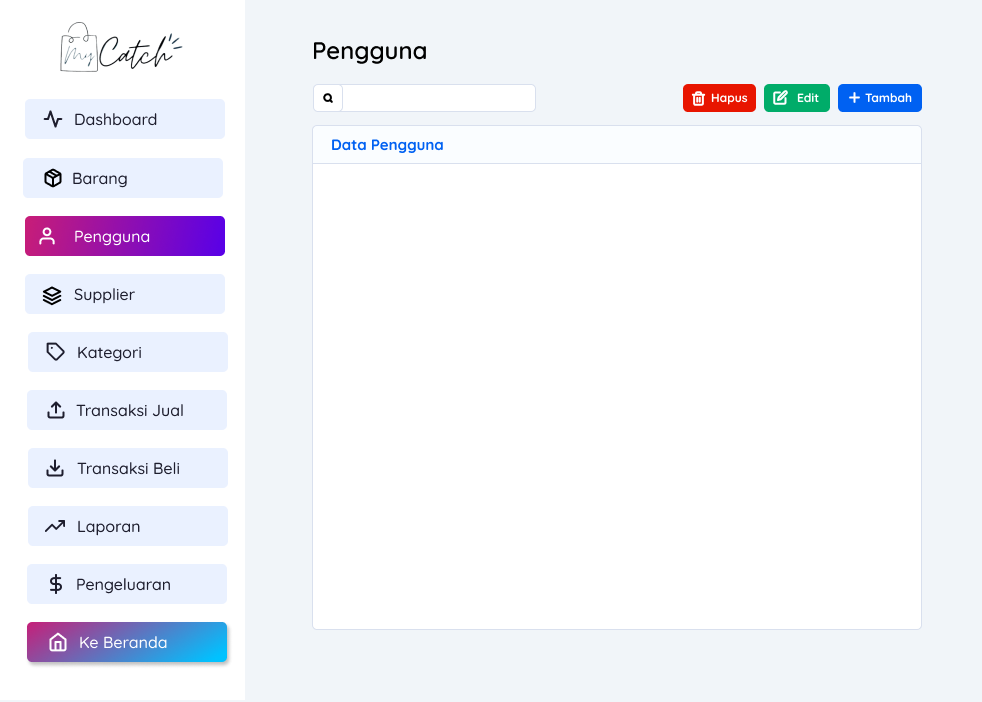 My Catch
Dashboard
Barang
Pengguna
Supplier
Kategori
Transaksi Jual
Transaksi Beli
Laporan
Pengeluaran
Ke Beranda
Pengguna
Hapus
Edit
Tambah
Data Pengguna